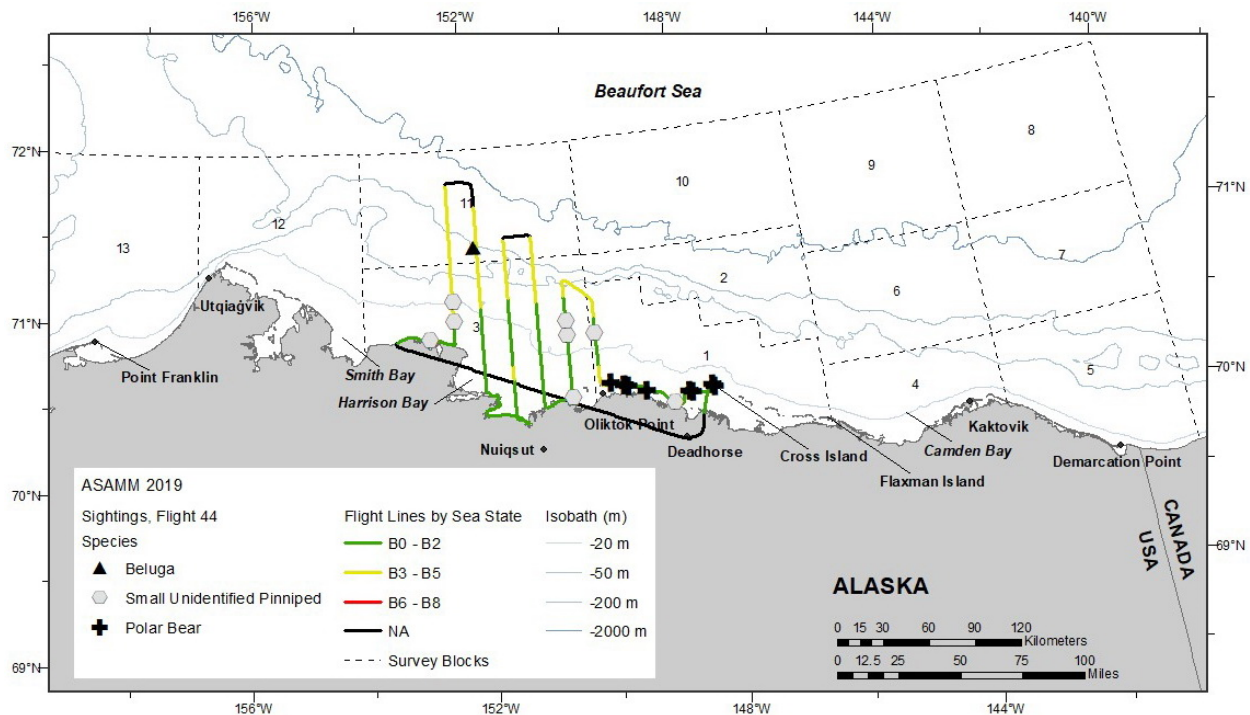 156°W 152°W 148°W 140°W
Beaufort Sea
72°N
71°N
8
9
10
11
12
13
7
2
6
Utqiaġvik
71°N
3
1
70°N
5
4
Point Franklin
Smith Bay
Harrison Bay
Oliktok Point
Kaktovik
Nuiqsut
Deadhorse
Cross Island
Camden Bay
Demarcation Point
Flaxman Island
70°N
69°N
CANADA
USA
ASAMM 2019
Sightings, Flight 44
Species
Beluga
Small Unidentified Pinniped
Polar Bear
Flight Lines by Sea State
B0 - B2
B3 - B5
B6 - B8
NA
Survey Blocks
Isobath (m)
-20 m
-50 m
-200 m
-2000 m
ALASKA
0 15 30 60 90 120
Kilometers
0 12.5 25 50 75 100
Miles
69°N
156°W 152°W 148°W 144°W